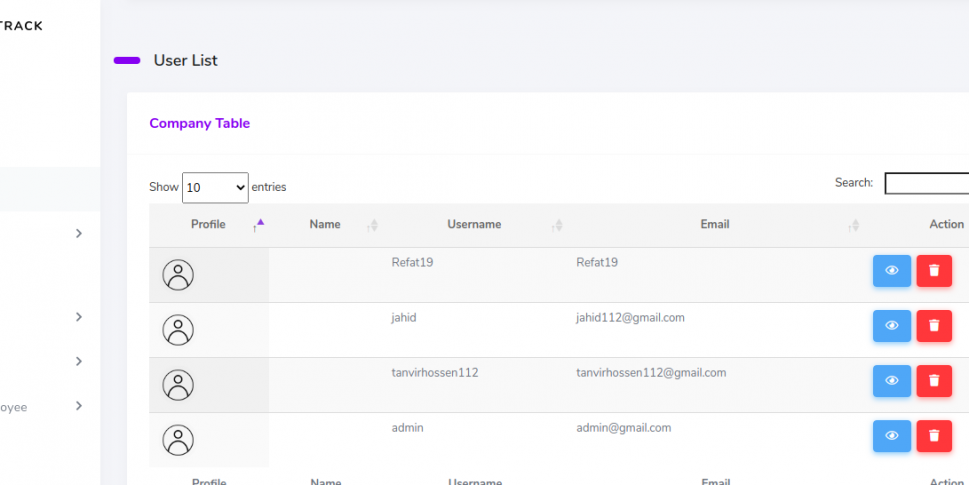 TRACK
User List
Company Table
Show 10 entries
Search:
Profile Name Username Email Action
Refat19 Refat19
jahid jahid112@gmail.com
tanvirhossen112 tanvirhossen112@gmail.com
oyee
admin admin@gmail.com
Profile Name Username Email Action